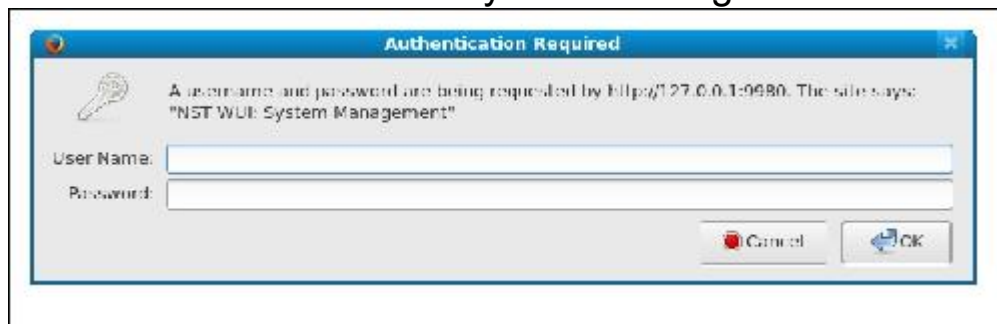 Authentication Required
A username and password are being requested by http://127.0.0.1:9980. The site says:
"NST WUI: System Management"
User Name:
Password:
Cancel
OK